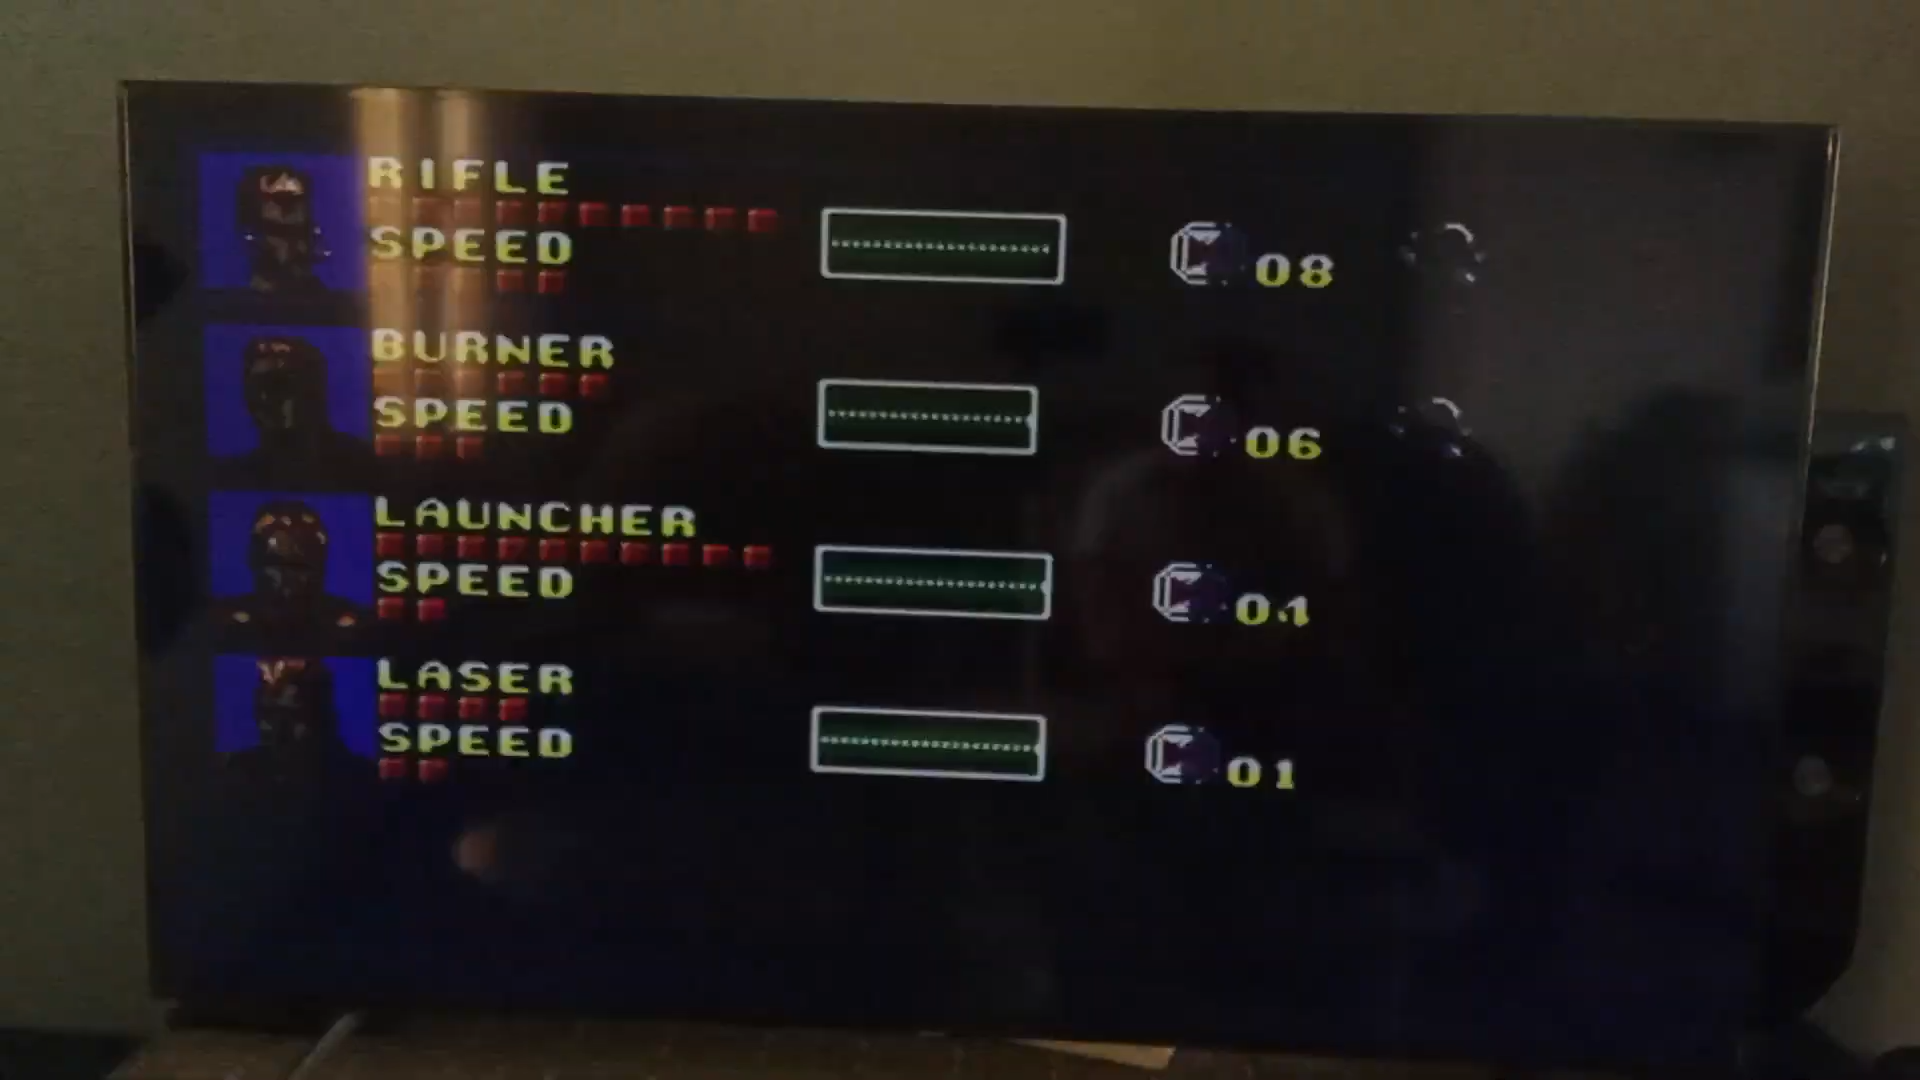 RIFLE
SPEED
08
BURNER
SPEED
06
LAUNCHER
SPEED
04
LASER
SPEED
01